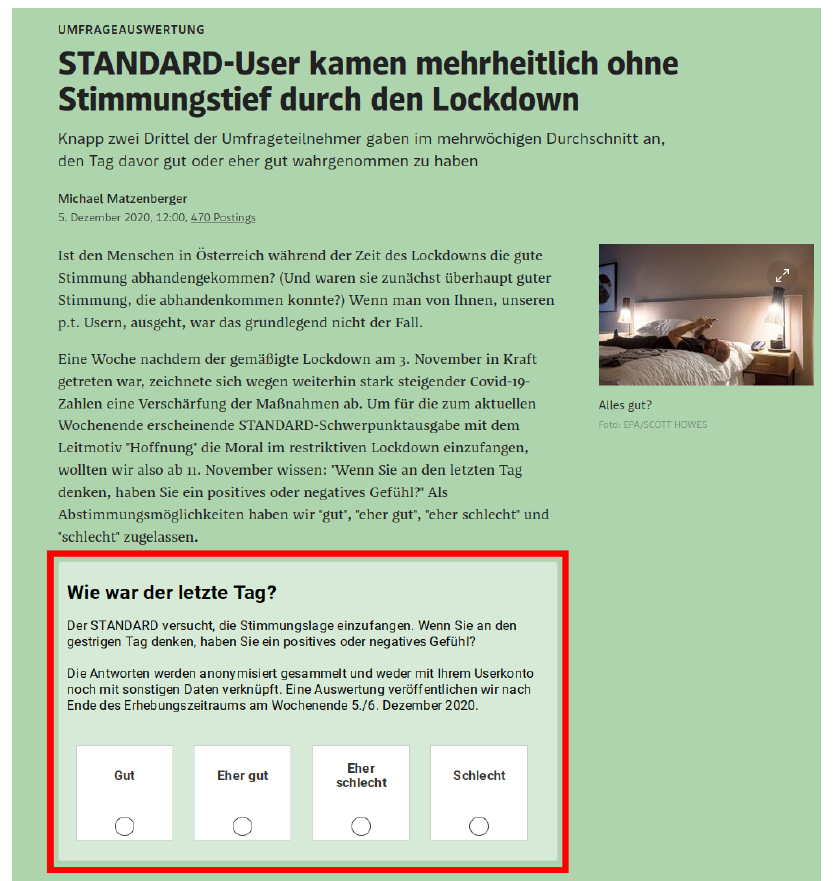 UMFRAGEAUSWERTUNG
STANDARD-User kamen mehrheitlich ohne
Stimmungstief durch den Lockdown
Knapp zwei Drittel der Umfrageteilnehmer gaben im mehrwöchigen Durchschnitt an,
den Tag davor gut oder eher gut wahrgenommen zu haben
Michael Matzenberger
5. Dezember 2020, 12:00, 470 Postings
Ist den Menschen in Österreich während der Zeit des Lockdowns die gute
Stimmung abhandengekommen? (Und waren sie zunächst überhaupt guter
Stimmung, die abhandenkommen konnte?) Wenn man von Ihnen, unseren
p.t. Usern, ausgeht, war das grundlegend nicht der Fall.
Eine Woche nachdem der gemäßigte Lockdown am 3. November in Kraft
getreten war, zeichnete sich wegen weiterhin stark steigender Covid-19-
Zahlen eine Verschärfung der Maßnahmen ab. Um für die zum aktuellen
Wochenende erscheinende STANDARD-Schwerpunktausgabe mit dem
Leitmotiv "Hoffnung" die Moral im restriktiven Lockdown einzufangen,
wollten wir also ab 11. November wissen: "Wenn Sie an den letzten Tag
denken, haben Sie ein positives oder negatives Gefühl?" Als
Abstimmungsmöglichkeiten haben wir "gut", "eher gut", "eher schlecht" und
"schlecht" zugelassen.
Alles gut?
Foto: EPA/SCOTT HOWES
Wie war der letzte Tag?
Der STANDARD versucht, die Stimmungslage einzufangen. Wenn Sie an den
gestrigen Tag denken, haben Sie ein positives oder negatives Gefühl?
Die Antworten werden anonymisiert gesammelt und weder mit Ihrem Userkonto
noch mit sonstigen Daten verknüpft. Eine Auswertung veröffentlichen wir nach
Ende des Erhebungszeitraums am Wochenende 5./6. Dezember 2020.
Gut
Eher gut
Eher
schlecht
Schlecht